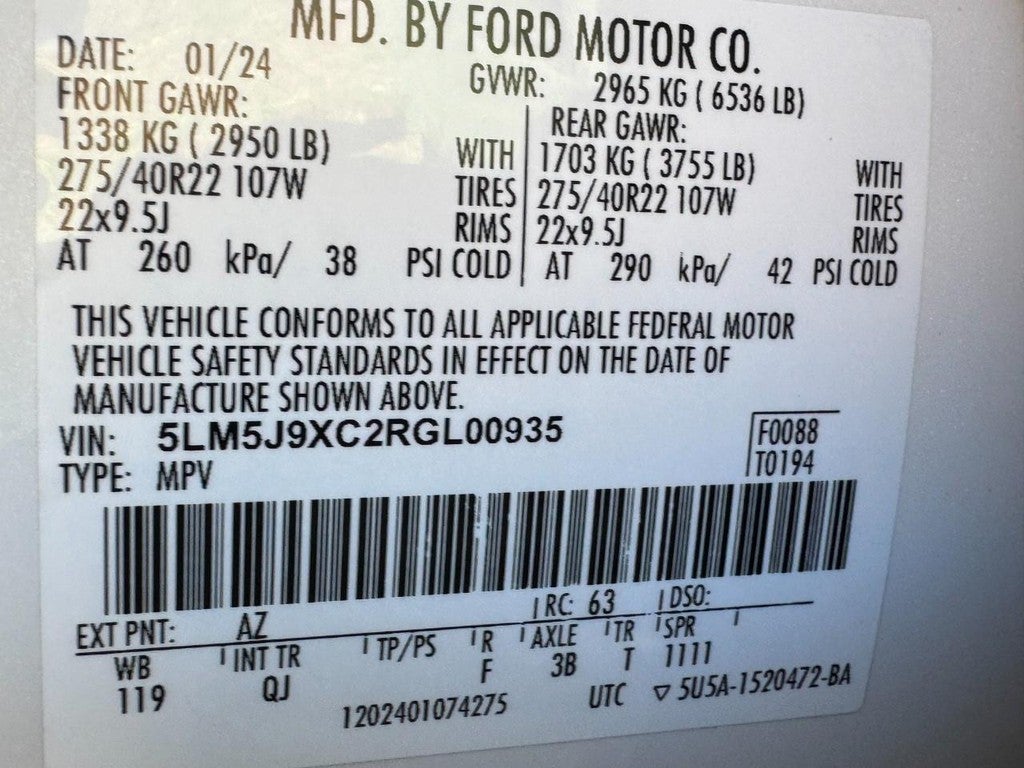 MFD. BY FORD MOTOR CO.
DATE: 01/24 GVWR: 2965 KG ( 6536 LB)
FRONT GAWR: REAR GAWR:
1338 KG ( 2950 LB) WITH 1703 KG ( 3755 LB) WITH
275/40R22 107W TIRES 275/40R22 107W TIRES
22x9.5J RIMS 22x9.5J RIMS
AT 260 kPa/ 38 PSI COLD AT 290 kPa/ 42 PSI COLD
THIS VEHICLE CONFORMS TO ALL APPLICABLE FEDERAL MOTOR
VEHICLE SAFETY STANDARDS IN EFFECT ON THE DATE OF
MANUFACTURE SHOWN ABOVE.
VIN: 5LM5J9XC2RGL00935 F0088
TYPE: MPV T0194
EXT PNT: AZ RC: 63 DSO:
WB INT TR TP/PS R AXLE TR SPR
119 QJ F 3B T 1111
1202401074275 UTC ▽ 5U5A-1520472-BA